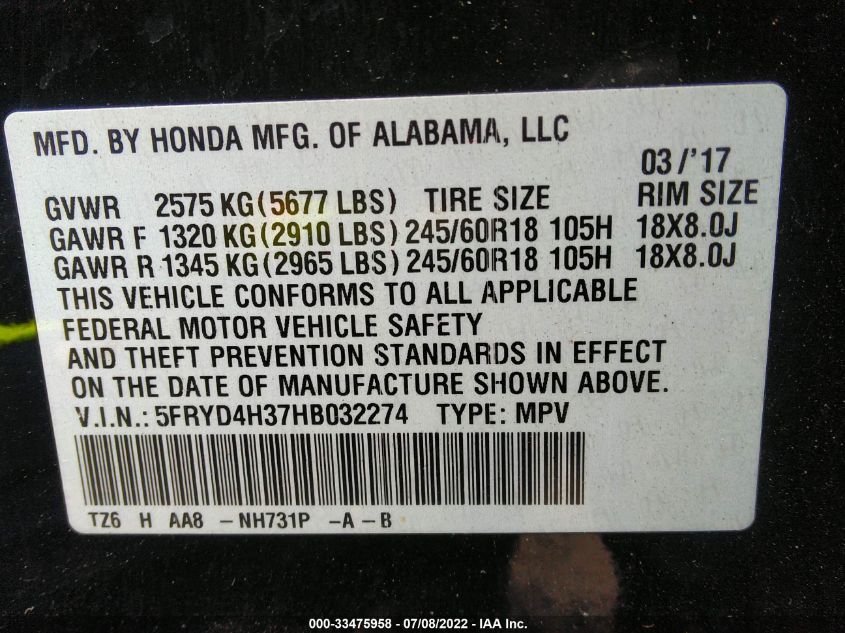 MFD. BY HONDA MFG. OF ALABAMA, LLC
03/'17
GVWR 2575 KG(5677 LBS) TIRE SIZE RIM SIZE
GAWR F 1320 KG(2910 LBS) 245/60R18 105H 18X8.0J
GAWR R 1345 KG(2965 LBS) 245/60R18 105H 18X8.0J
THIS VEHICLE CONFORMS TO ALL APPLICABLE
FEDERAL MOTOR VEHICLE SAFETY
AND THEFT PREVENTION STANDARDS IN EFFECT
ON THE DATE OF MANUFACTURE SHOWN ABOVE.
V.I.N.: 5FRYD4H37HB032274 TYPE: MPV
TZ6 H AA8 -NH731P -A-B
000-33475958 - 07/08/2022 - IAA Inc.